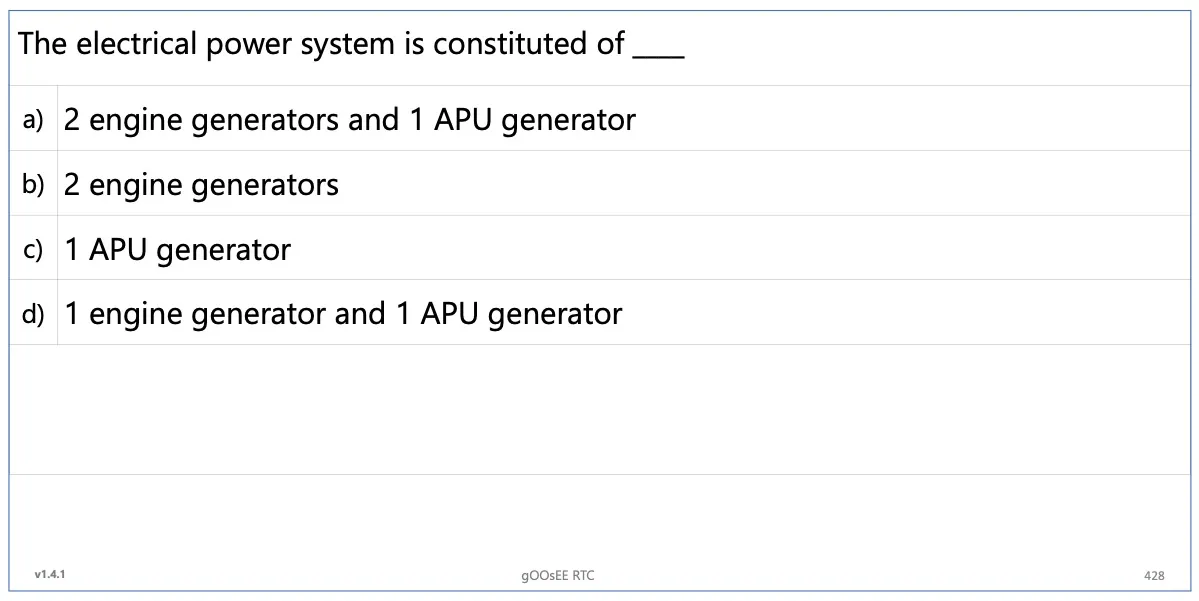 The electrical power system is constituted of ____
a) 2 engine generators and 1 APU generator
b) 2 engine generators
c) 1 APU generator
d) 1 engine generator and 1 APU generator
v1.4.1 gOOsEE RTC 428